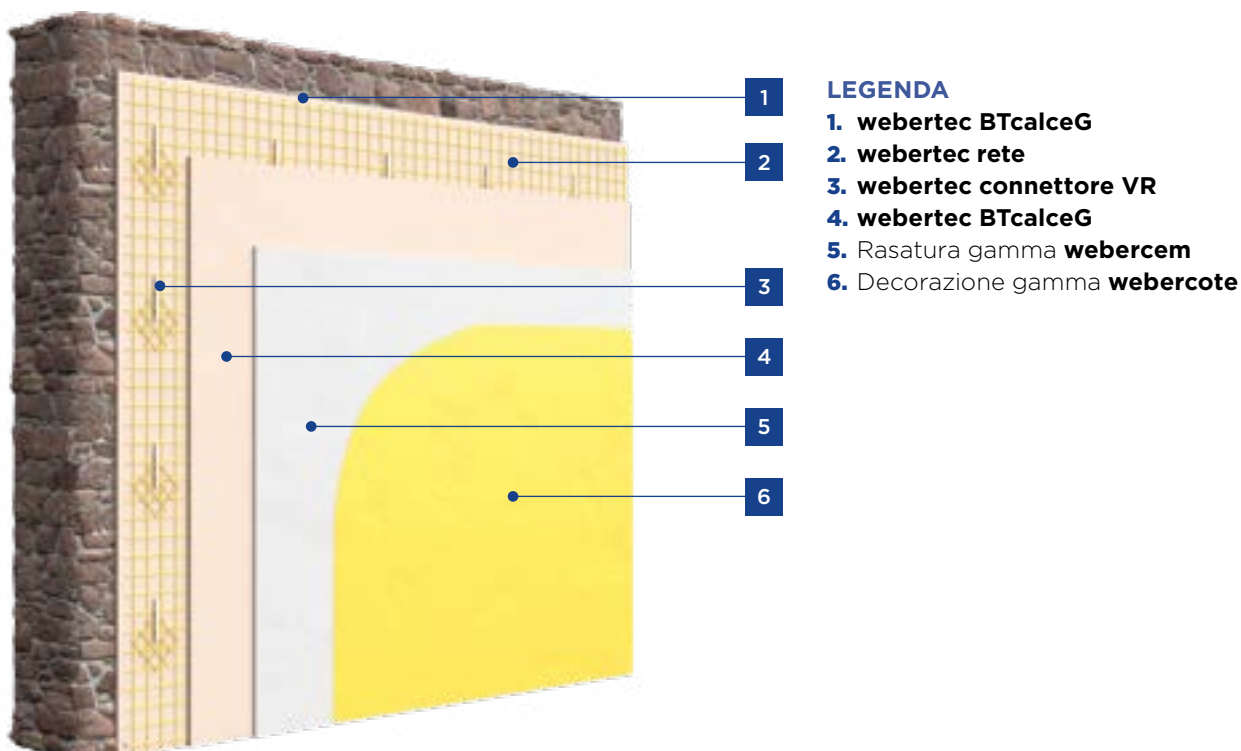 1
2
3
4
5
6
LEGENDA
1. webertec BTcalceG
2. webertec rete
3. webertec connettore VR
4. webertec BTcalceG
5. Rasatura gamma webercem
6. Decorazione gamma webercote